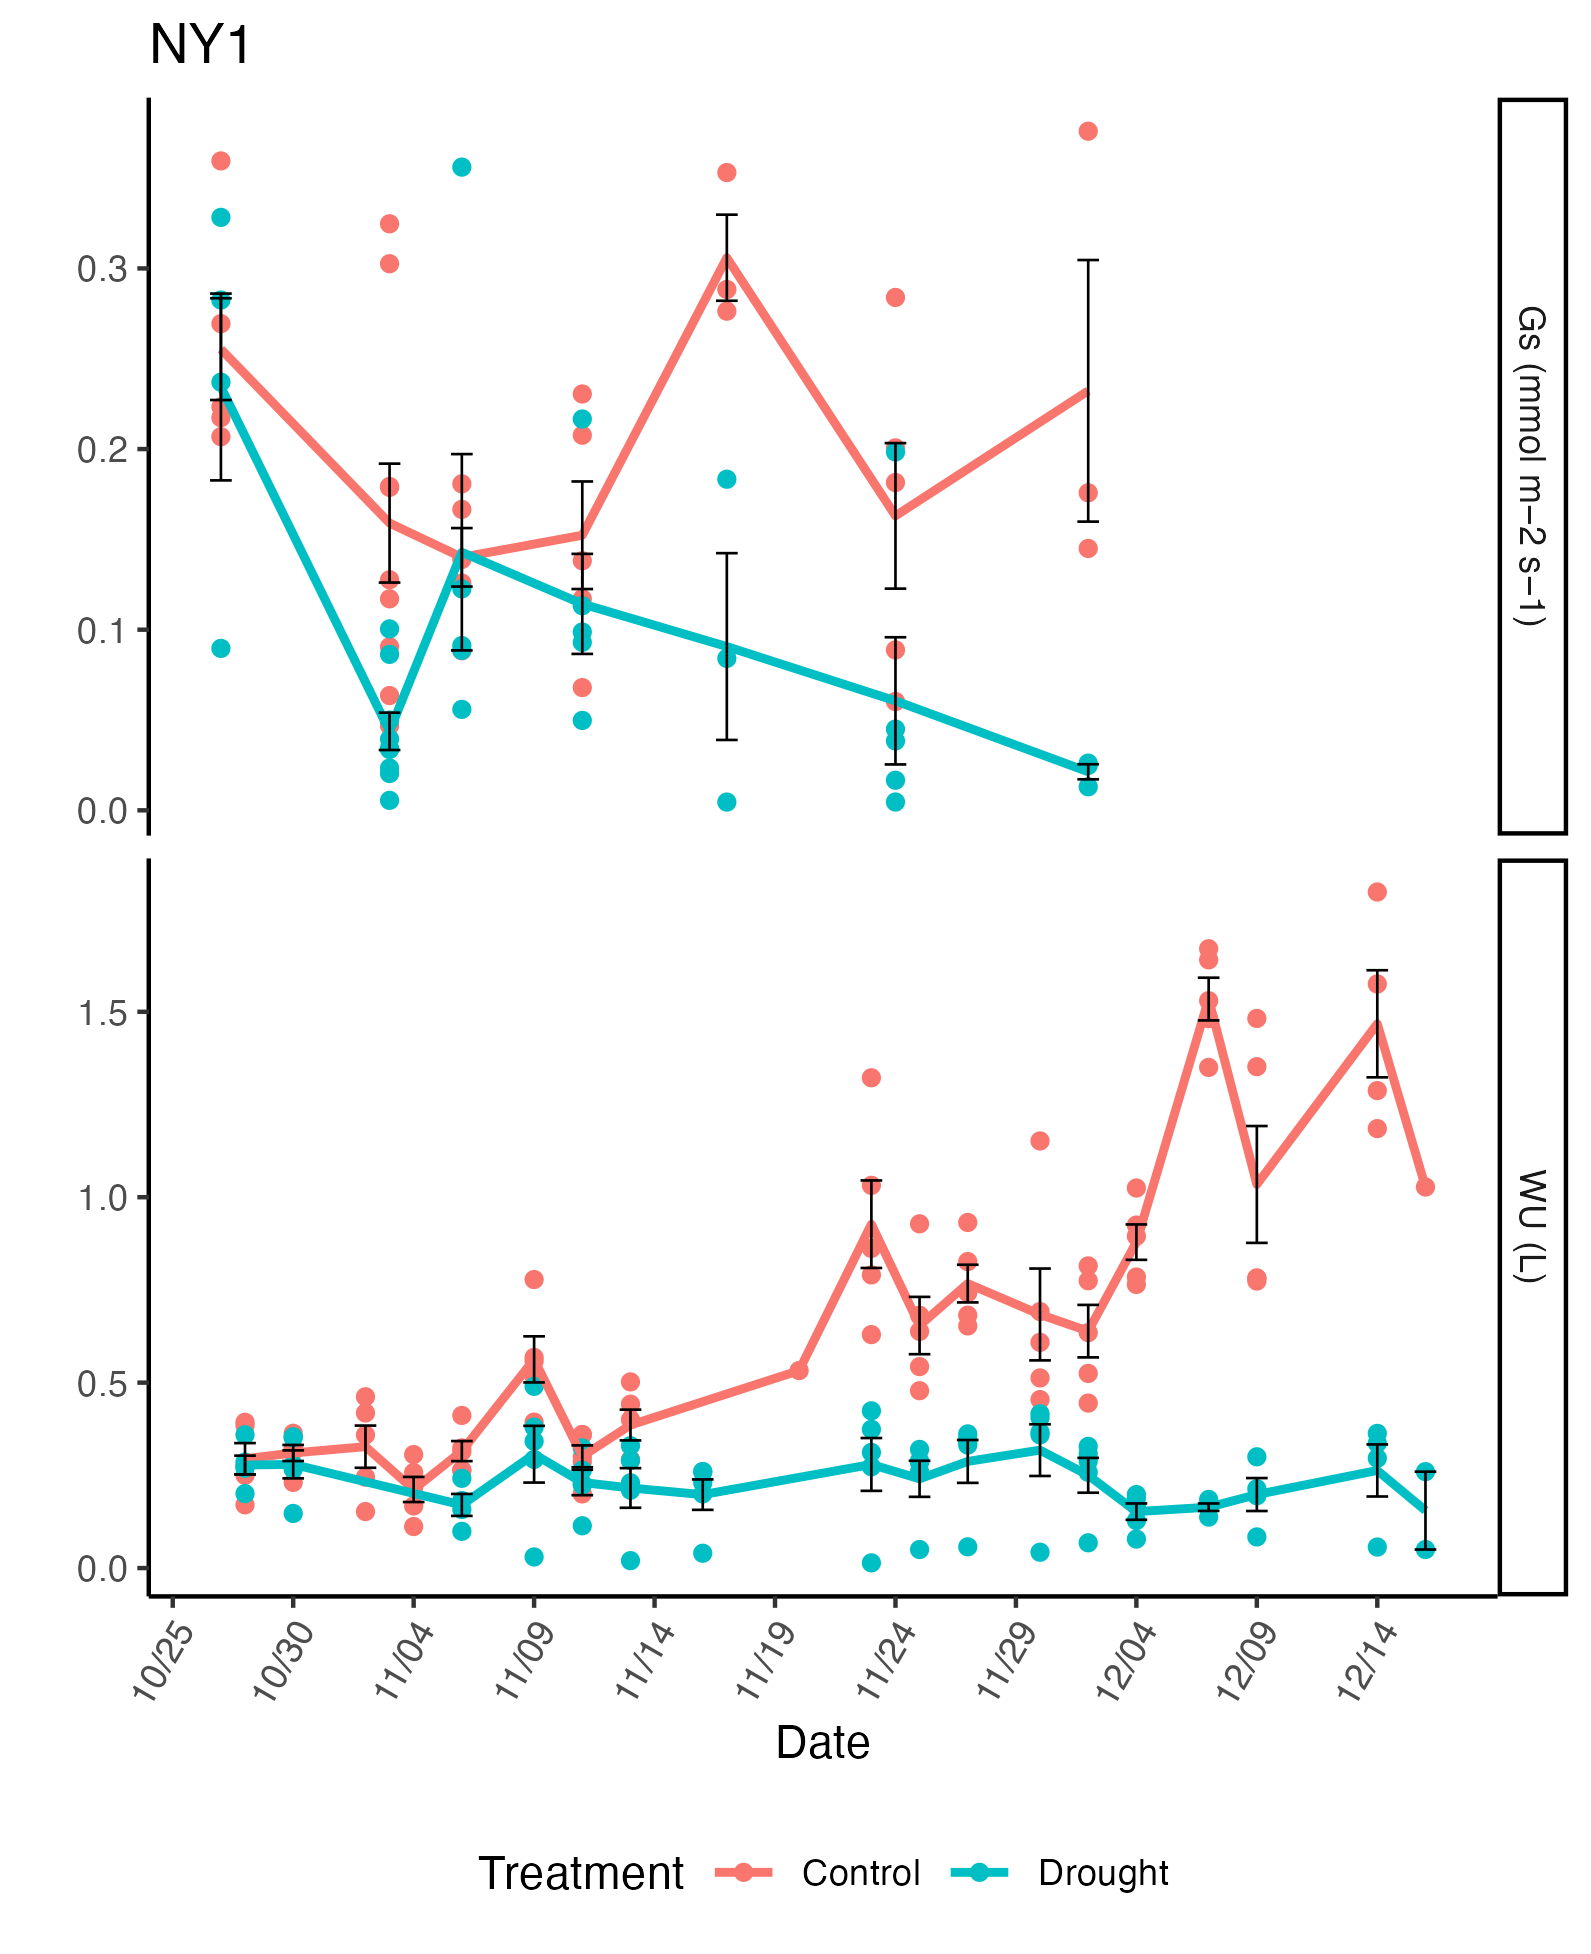 NY1
0.3
0.2
0.1
0.0
Gs (mmol m−2 s−1)
1.5
1.0
0.5
0.0
WU (L)
10/25 10/30 11/04 11/09 11/14 11/19 11/24 11/29 12/04 12/09 12/14
Date
Treatment Control Drought